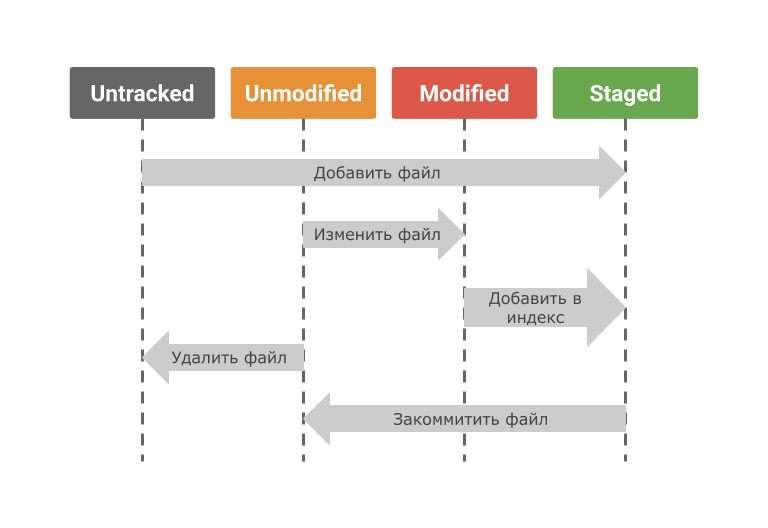 Untracked
Unmodified
Modified
Staged
Добавить файл
Изменить файл
Добавить в
индекс
Удалить файл
Закоммитить файл